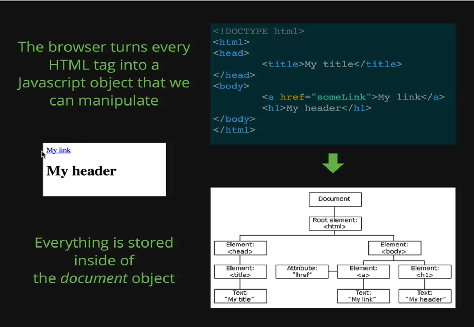 The browser turns every
HTML tag into a
Javascript object that we
can manipulate
<!DOCTYPE html>
<html>
<head>
<title>My title</title>
</head>
<body>
<a href="someLink">My link</a>
<h1>My header</h1>
</body>
</html>
My link
My header
Everything is stored
inside of
the document object
Document
Root element:
<html>
Element:
<head>
Element:
<body>
Element:
<title>
Attribute:
"href"
Element:
<a>
Element:
<h1>
Text:
"My title"
Text:
"My link"
Text:
"My header"